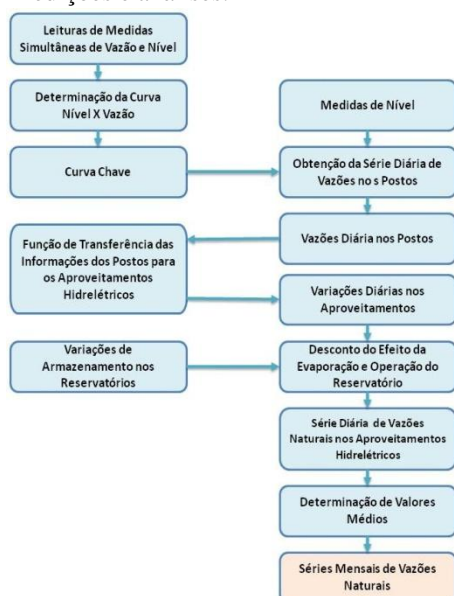 Leituras de Medidas
Simultâneas de Vazão e Nível
Determinação da Curva
Nível X Vazão
Medidas de Nível
Curva Chave
Obtenção da Série Diária de
Vazões no s Postos
Função de Transferência das
Informações dos Postos para
os Aproveitamentos
Hidrelétricos
Vazões Diária nos Postos
Variações Diárias nos
Aproveitamentos
Variações de
Armazenamento nos
Reservatórios
Desconto do Efeito da
Evaporação e Operação do
Reservatório
Série Diária de Vazões
Naturais nos Aproveitamentos
Hidrelétricos
Determinação de Valores
Médios
Séries Mensais de Vazões
Naturais